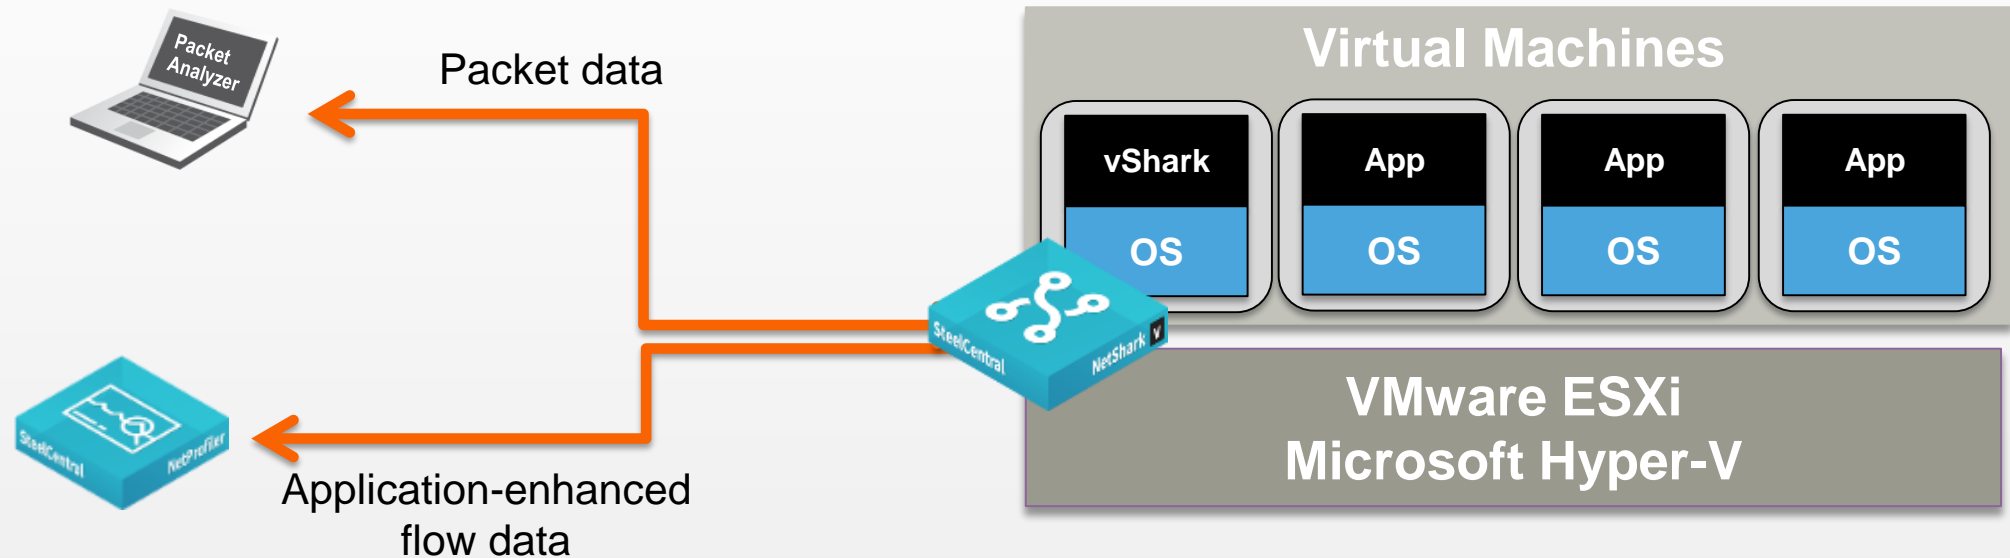 Packet
Analyzer
Packet data
Virtual Machines
vShark
App
App
App
OS
OS
OS
OS
SteelCentral
NetShark v
VMware ESXi
Microsoft Hyper-V
SteelCentral
NetProfiler
Application-enhanced
flow data